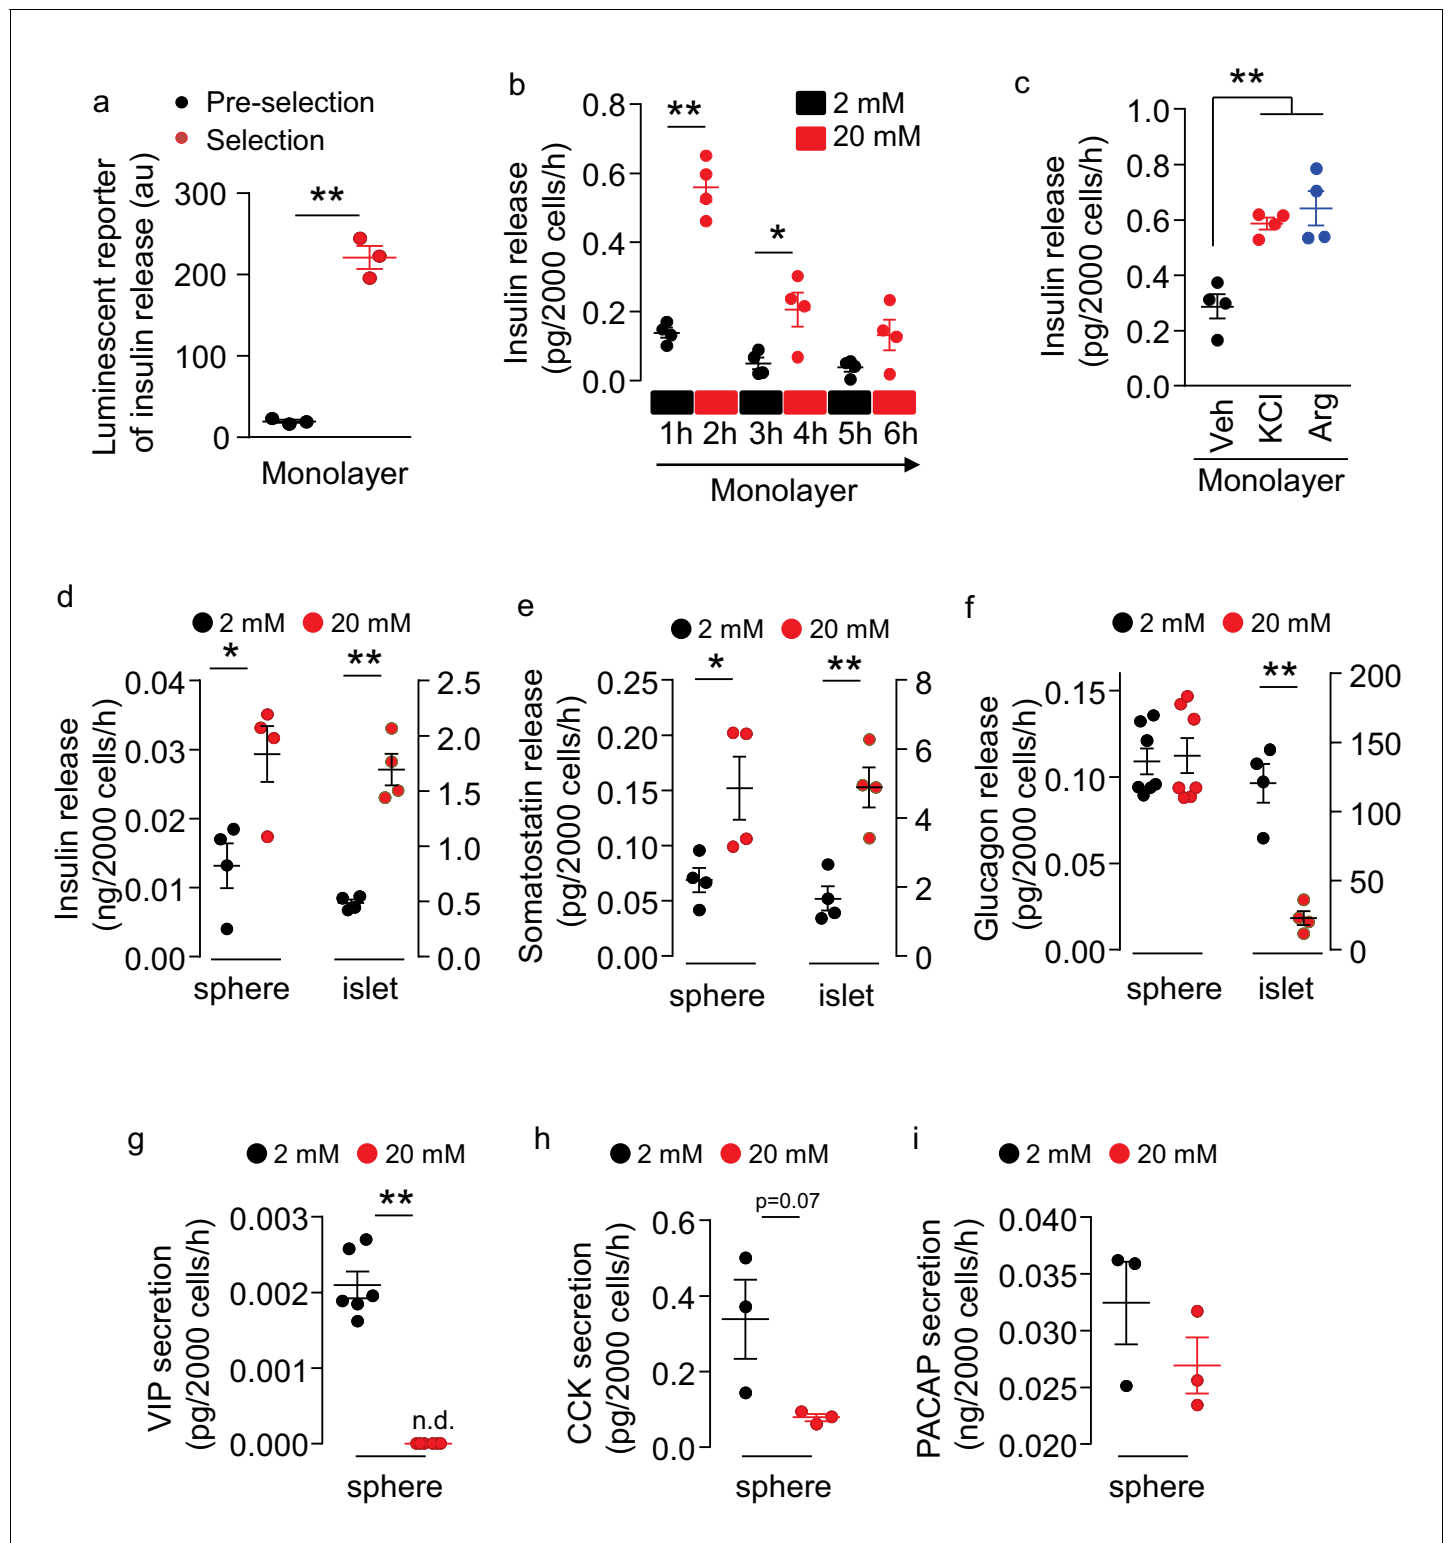 a
Pre-selection
Selection
Luminescent reporter
of insulin release (au)
300
200
100
0
**
Monolayer
b
2 mM
20 mM
Insulin release
(pg/2000 cells/h)
0.8
0.6
0.4
0.2
0.0
**
*
1h 2h 3h 4h 5h 6h
Monolayer
c
**
Insulin release
(pg/2000 cells/h)
1.0
0.8
0.6
0.4
0.2
0.0
Veh
KCl
Arg
Monolayer
d
2 mM 20 mM
Insulin release
(ng/2000 cells/h)
0.04
0.03
0.02
0.01
0.00
*
**
2.5
2.0
1.5
1.0
0.5
0.0
sphere islet
e
2 mM 20 mM
Somatostatin release
(pg/2000 cells/h)
0.25
0.20
0.15
0.10
0.05
0.00
*
**
8
6
4
2
0
sphere islet
f
2 mM 20 mM
Glucagon release
(pg/2000 cells/h)
0.15
0.10
0.05
0.00
**
200
150
100
50
0
sphere islet
g
2 mM 20 mM
VIP secretion
(pg/2000 cells/h)
0.003
0.002
0.001
0.000
**
n.d.
sphere
h
2 mM 20 mM
CCK secretion
(pg/2000 cells/h)
0.6
0.4
0.2
0.0
p=0.07
sphere
i
2 mM 20 mM
PACAP secretion
(ng/2000 cells/h)
0.040
0.035
0.030
0.025
0.020
sphere